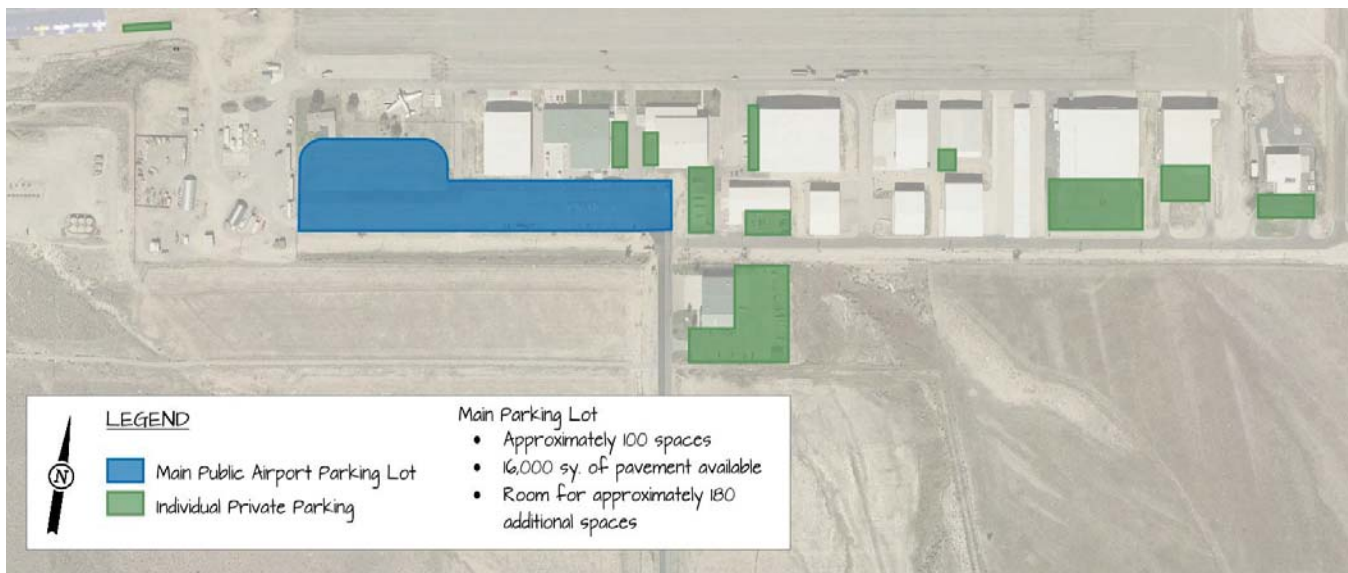 LEGEND
Main Public Airport Parking Lot
Individual Private Parking
N
Main Parking Lot
• Approximately 100 spaces
• 16,000 sy. of pavement available
• Room for approximately 180
additional spaces